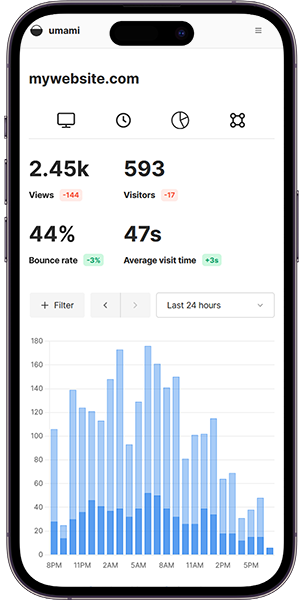 umami
mywebsite.com
2.45k 593
Views -144 Visitors -17
44% 47s
Bounce rate -3% Average visit time +3s
+ Filter Last 24 hours
180
160
140
120
100
80
60
40
20
0
8PM 11PM 2AM 5AM 8AM 11AM 2PM 5PM